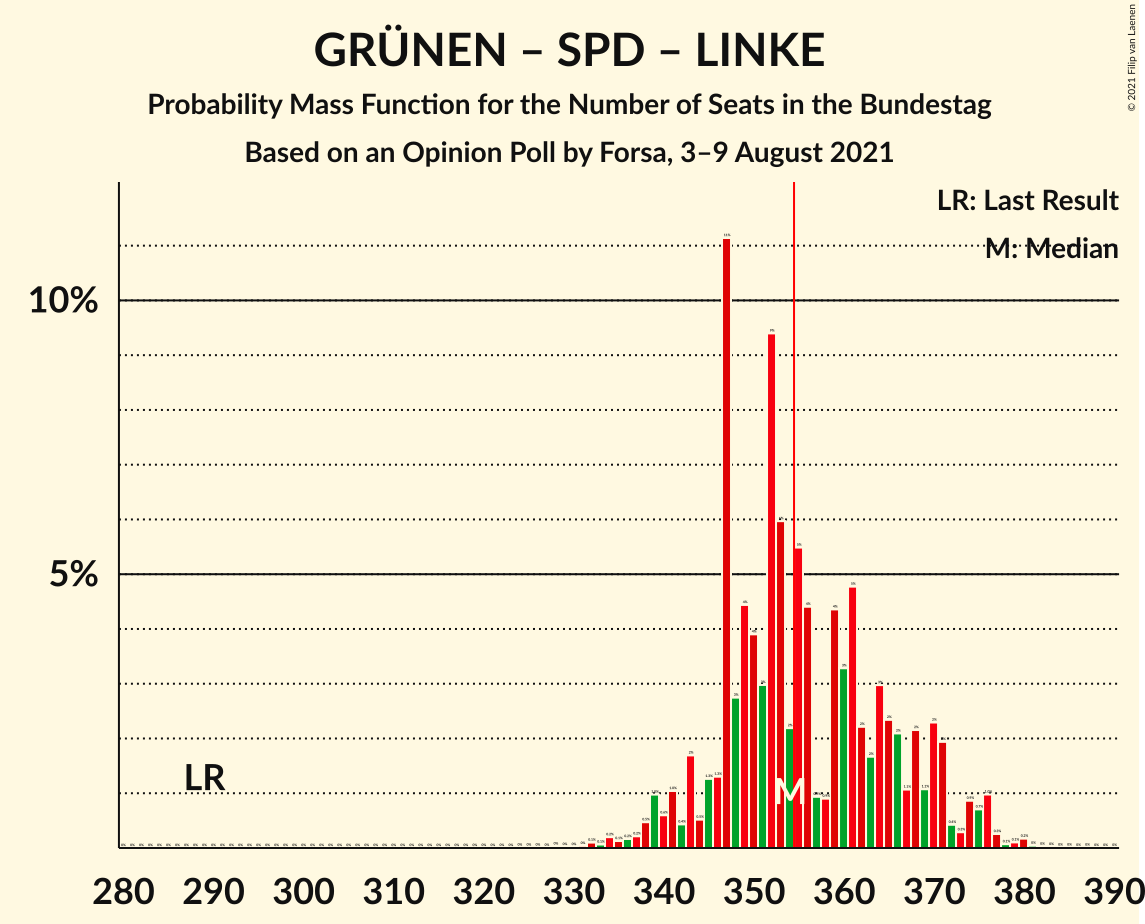 GRÜNEN – SPD – LINKE
Probability Mass Function for the Number of Seats in the Bundestag
Based on an Opinion Poll by Forsa, 3–9 August 2021
© 2021 Filip van Laenen
LR: Last Result
M: Median
10%
5%
LR
M
280 290 300 310 320 330 340 350 360 370 380 390